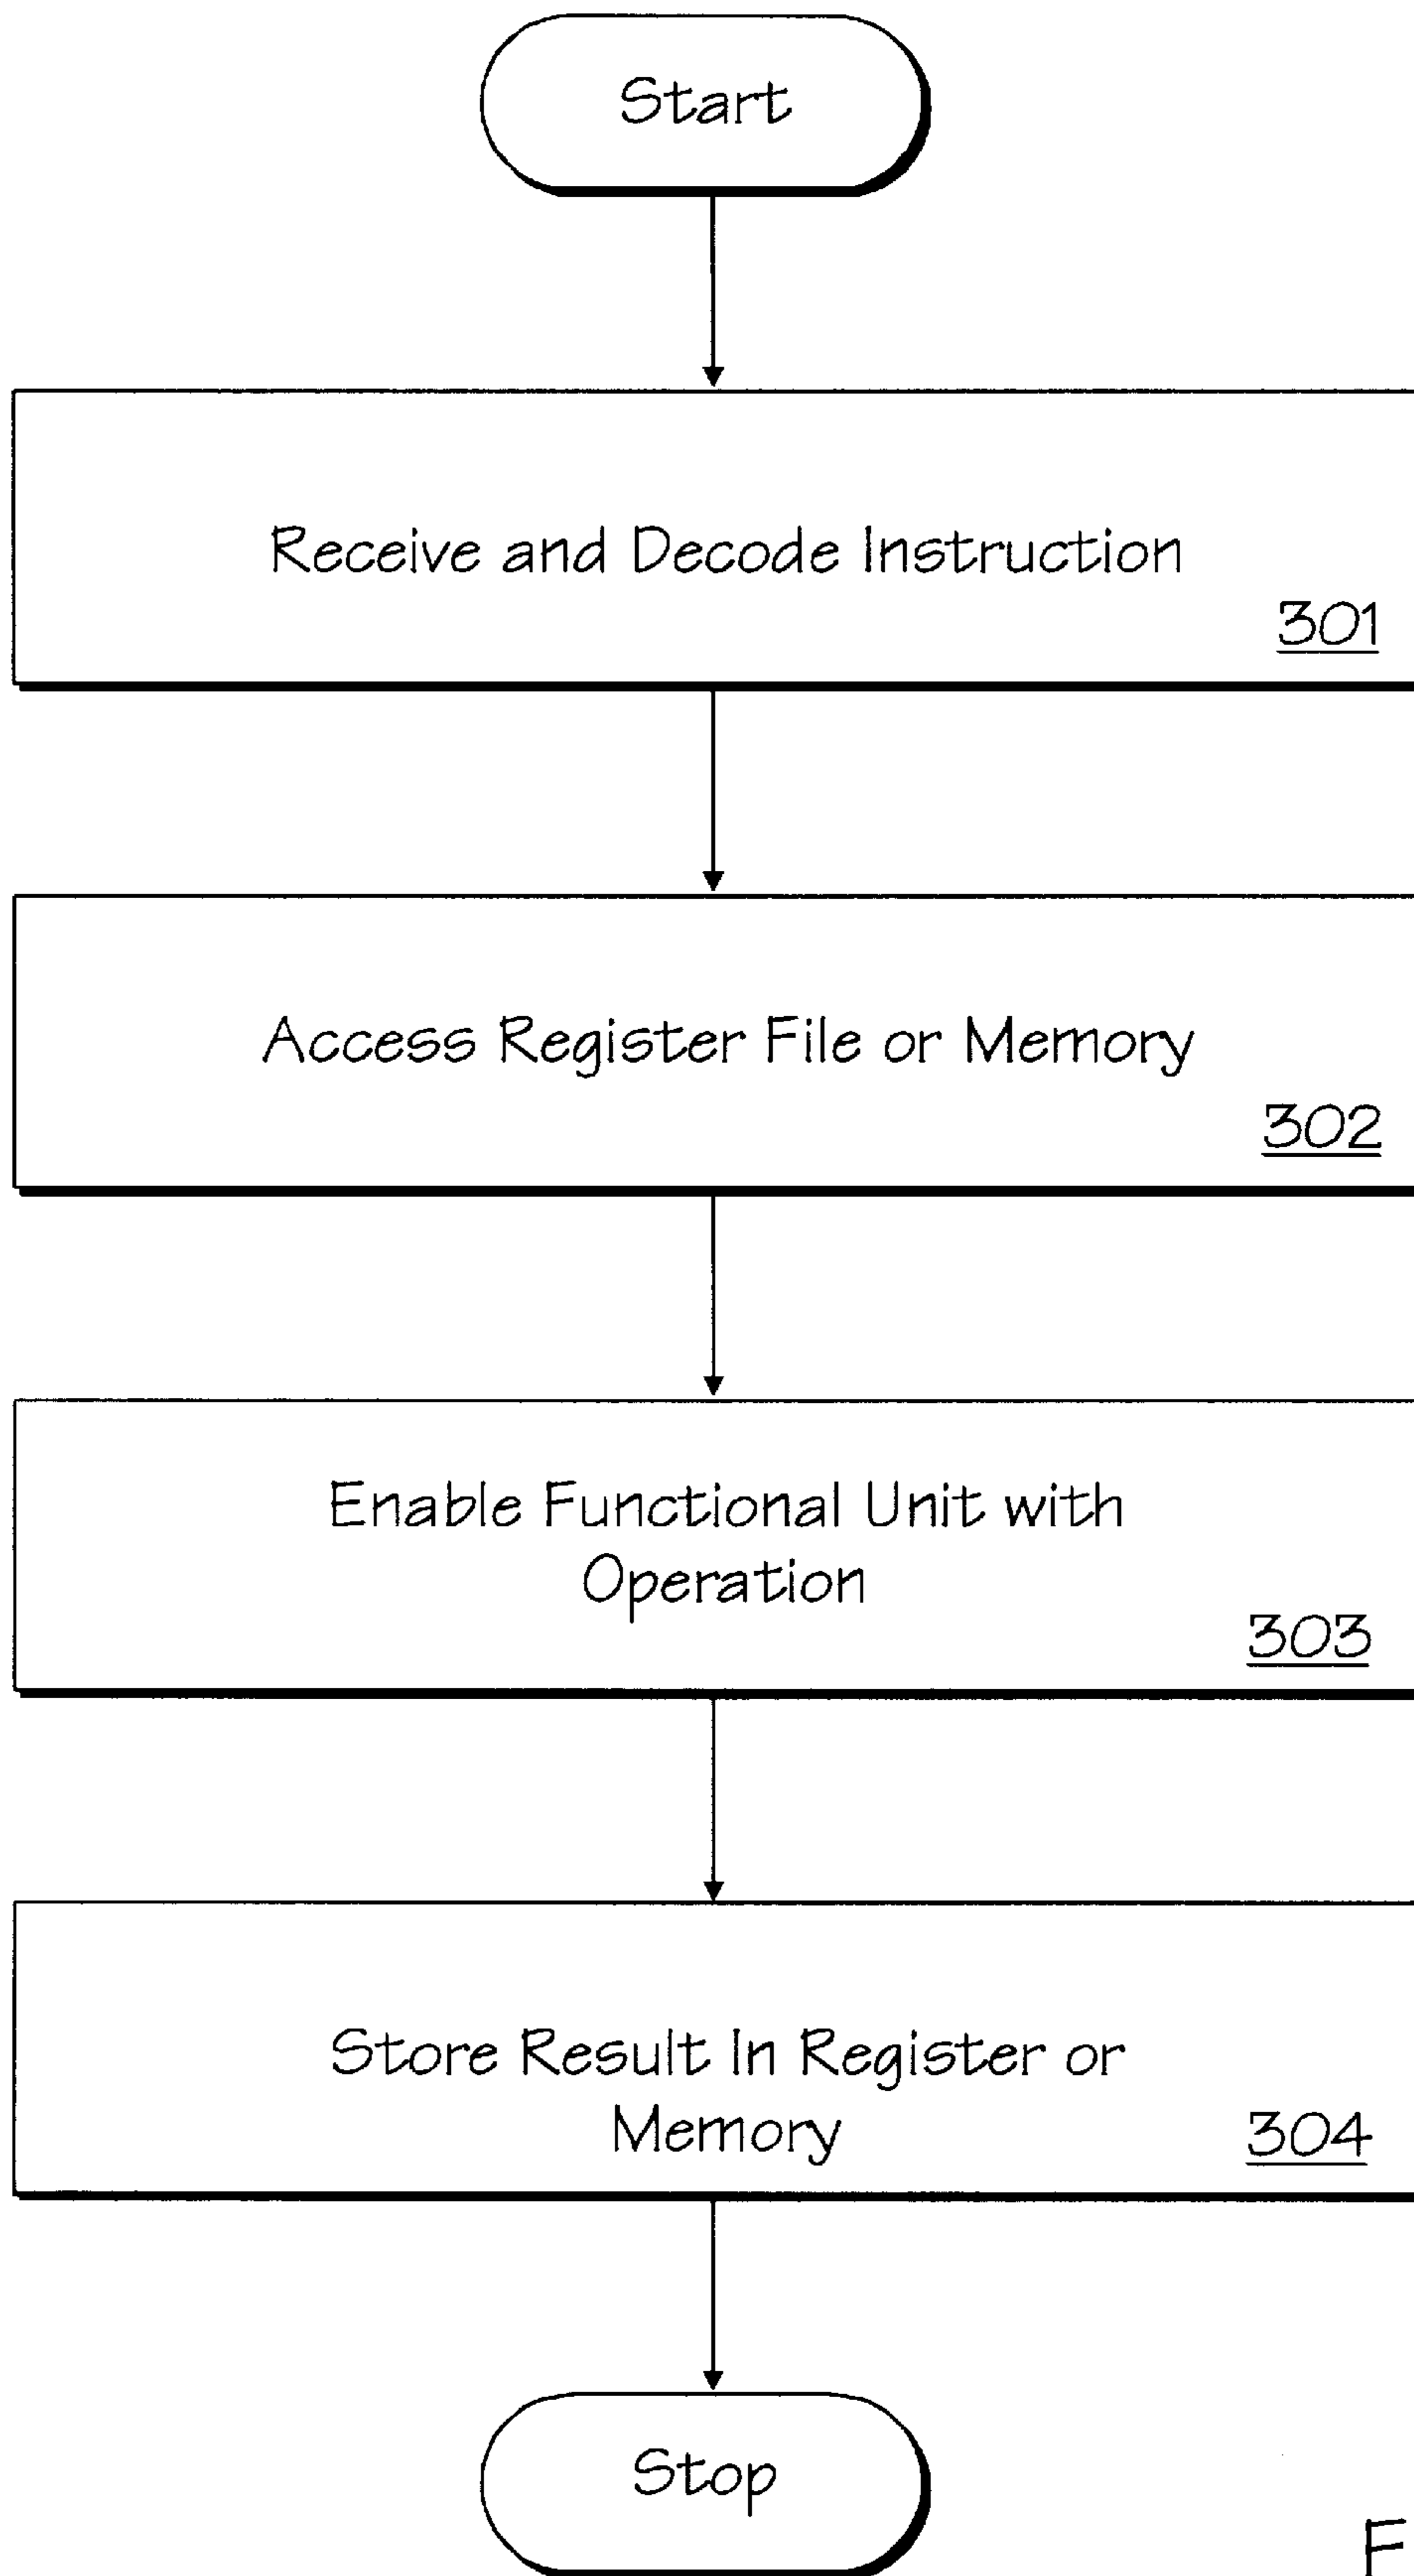 Start
Receive and Decode Instruction
301
Access Register File or Memory
302
Enable Functional Unit with
Operation
303
Store Result In Register or
Memory
304
Stop
F